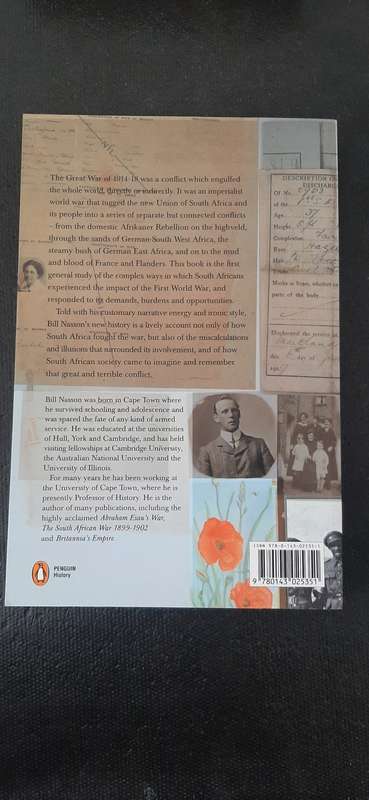 The Great War of 1914-18 was a conflict which engulfed
the whole world, directly or indirectly. It was an imperialist
world war that tugged the new Union of South Africa and
its people into a series of separate but connected conflicts
– from the domestic Afrikaner Rebellion on the highveld,
through the sands of German South West Africa, the
steamy bush of German East Africa, and on to the mud
and blood of France and Flanders. This book is the first
general study of the complex ways in which South Africans
experienced the impact of the First World War, and
responded to its demands, burdens and opportunities.
Told with his customary narrative energy and ironic style,
Bill Nasson's new history is a lively account not only of how
South Africa fought the war, but also of the miscalculations
and illusions that surrounded its involvement, and of how
South African society came to imagine and remember
that great and terrible conflict.
Bill Nasson was born in Cape Town where
he survived schooling and adolescence and
was spared the fate of any kind of armed
service. He was educated at the universities
of Hull, York and Cambridge, and has held
visiting fellowships at Cambridge University,
the Australian National University and the
University of Illinois.
For many years he has been working at
the University of Cape Town, where he is
presently Professor of History. He is the
author of many publications, including the
highly acclaimed Abraham Esau's War,
The South African War 1899-1902
and Britannia's Empire.
PENGUIN
History
DESCRIPTION
DISCHARGE
Of No.
of the
Age
Height
Complexion
Eyes
Hair
Trade
Marks or Scars, whether on
parts of the body.
ISBN 978-0-143-02535-1
9 780143 025351